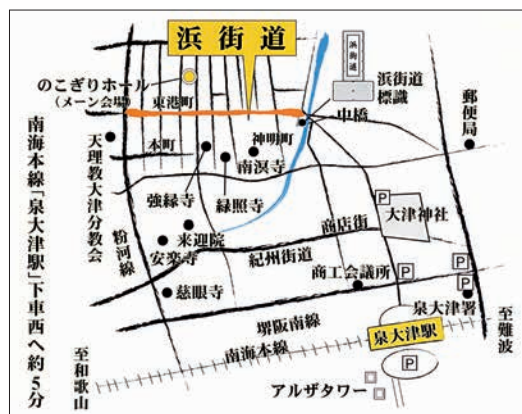 浜街道
浜街道
のこぎりホール
(メーン会場)
東港町
浜街道
標識
中橋
郵便局
本町
神明町
南溟寺
天理教大津分教会
強縁寺
緑照寺
粉河線
来迎院
安楽寺
慈眼寺
商店街
紀州街道
大津神社
P
商工会議所
P
P
P
泉大津署
堺阪南線
南海本線
泉大津駅
P
至和歌山
至難波
アルザタワー
南海本線「泉大津駅」下車西へ約5分